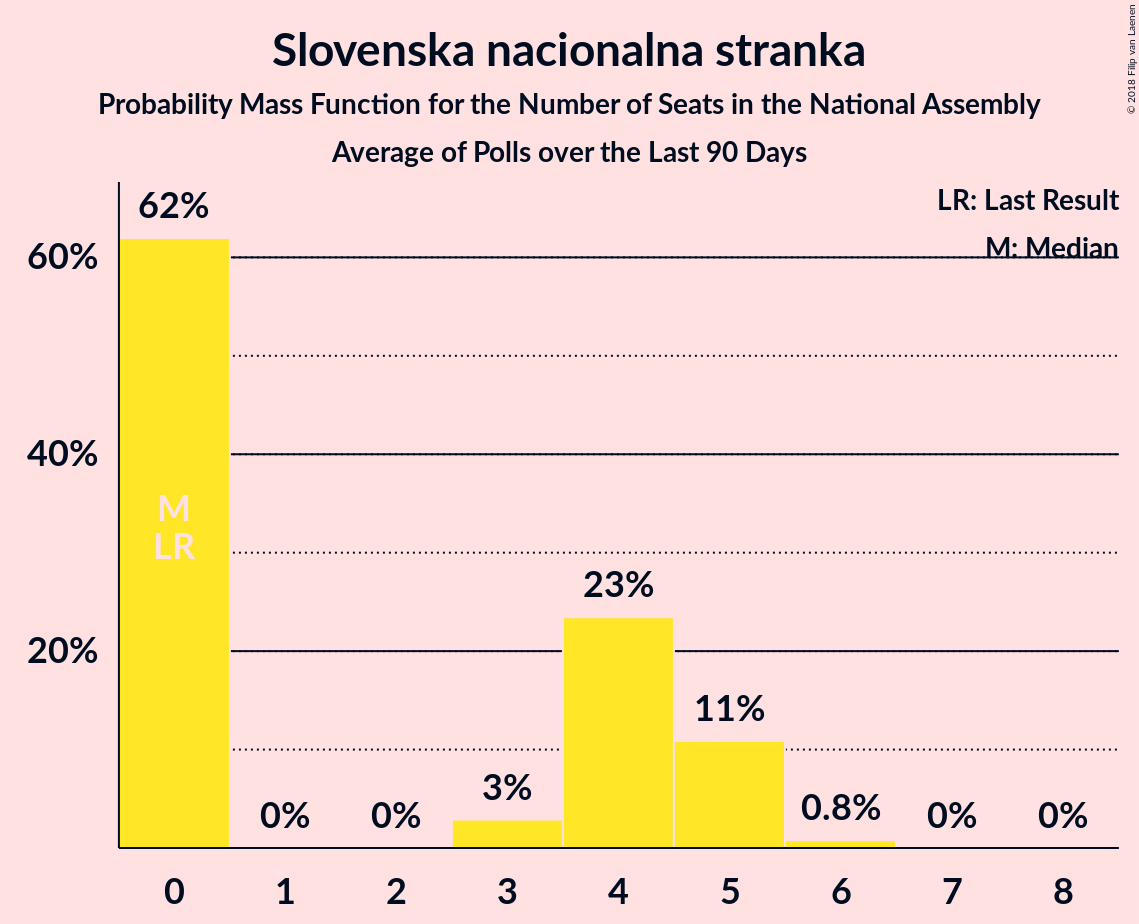 Slovenska nacionalna stranka
Probability Mass Function for the Number of Seats in the National Assembly
Average of Polls over the Last 90 Days
© 2018 Filip van Laenen
LR: Last Result
M: Median
62%
60%
40%
20%
M
LR
0%
0%
3%
23%
11%
0.8%
0%
0%
0 1 2 3 4 5 6 7 8